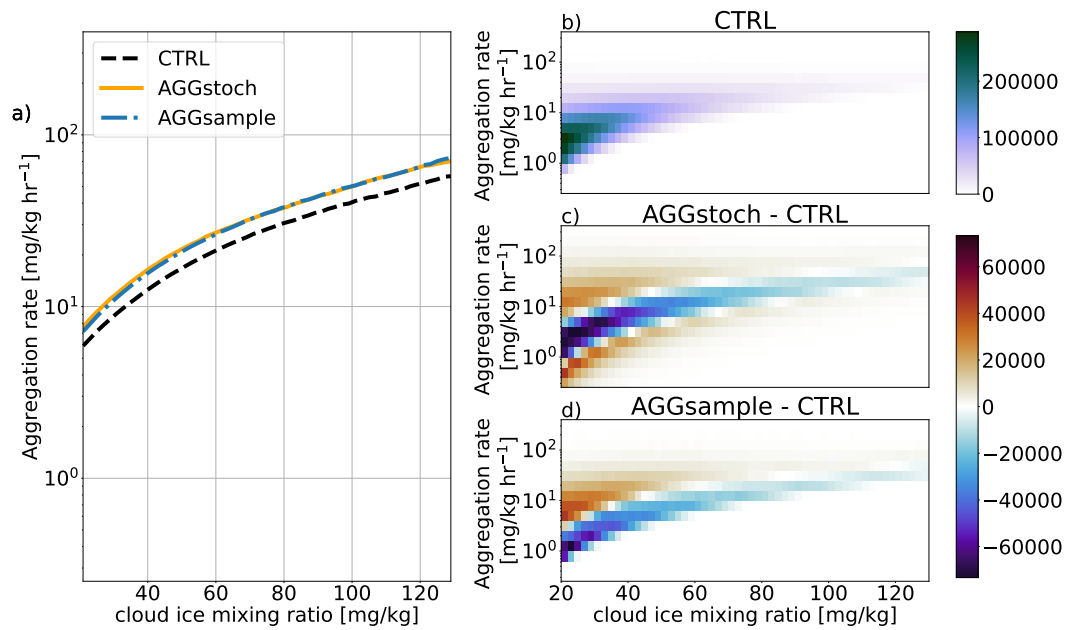 a)
Aggregation rate [mg/kg hr⁻¹]
10²
10¹
10⁰
CTRL
AGGstoch
AGGsample
40
60
80
100
120
cloud ice mixing ratio [mg/kg]
b)
CTRL
Aggregation rate
[mg/kg hr⁻¹]
10²
10¹
10⁰
200000
100000
0
c)
AGGstoch - CTRL
Aggregation rate
[mg/kg hr⁻¹]
10²
10¹
10⁰
d)
AGGsample - CTRL
Aggregation rate
[mg/kg hr⁻¹]
10²
10¹
10⁰
20
40
60
80
100
120
cloud ice mixing ratio [mg/kg]
60000
40000
20000
0
−20000
−40000
−60000